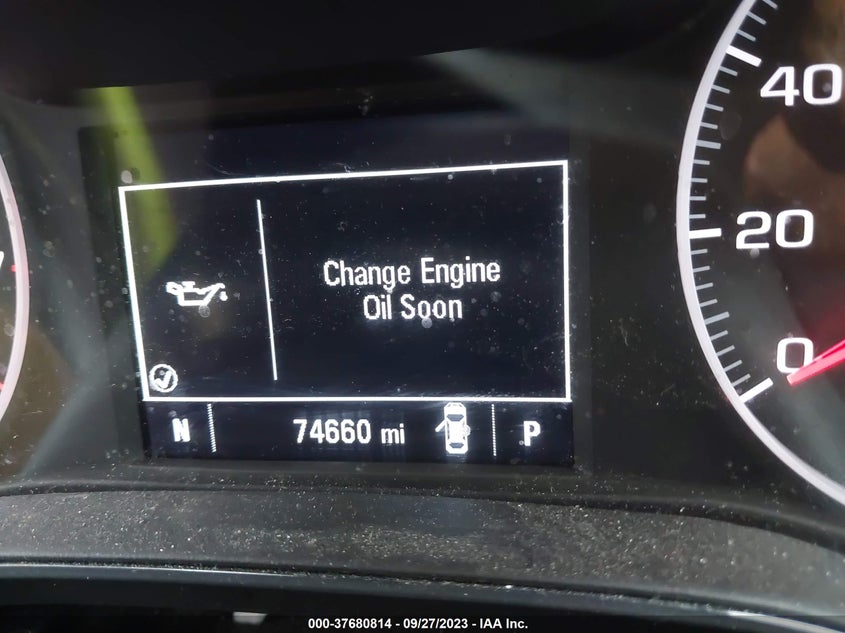 40
20
0
Change Engine
Oil Soon
N 74660 mi P
000-37680814 - 09/27/2023 - IAA Inc.